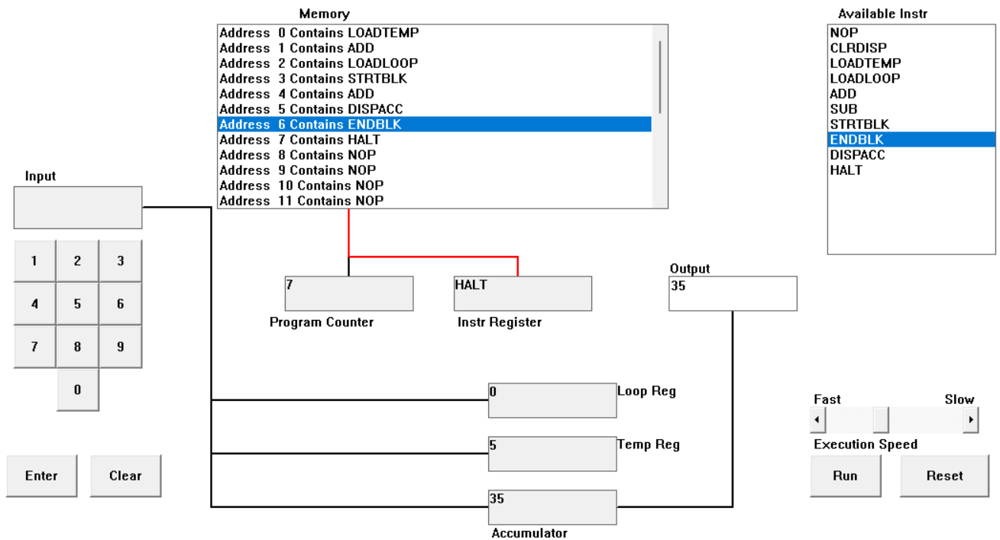 Memory
Address 0 Contains LOADTEMP
Address 1 Contains ADD
Address 2 Contains LOADLOOP
Address 3 Contains STRTBLK
Address 4 Contains ADD
Address 5 Contains DISPACC
Address 6 Contains ENDBLK
Address 7 Contains HALT
Address 8 Contains NOP
Address 9 Contains NOP
Address 10 Contains NOP
Address 11 Contains NOP
Available Instr
NOP
CLRDISP
LOADTEMP
LOADLOOP
ADD
SUB
STRTBLK
ENDBLK
DISPACC
HALT
Input
1 2 3
4 5 6
7 8 9
0
Enter Clear
7
Program Counter
HALT
Instr Register
Output
35
0 Loop Reg
5 Temp Reg
35
Accumulator
Fast Slow
Execution Speed
Run Reset